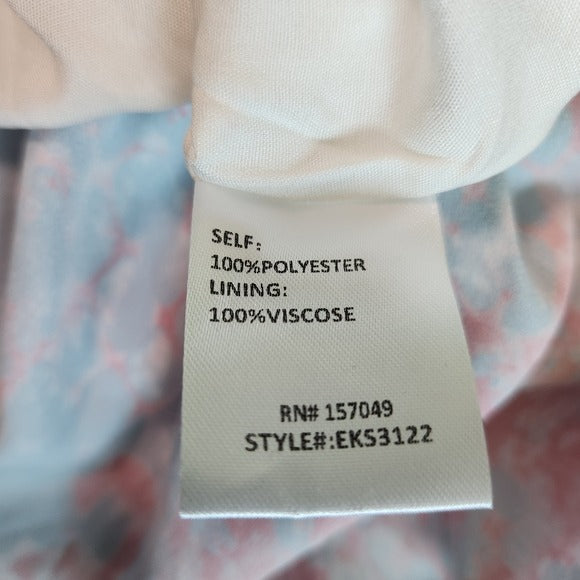 SELF:
100%POLYESTER
LINING:
100%VISCOSE
RN# 157049
STYLE#:EKS3122